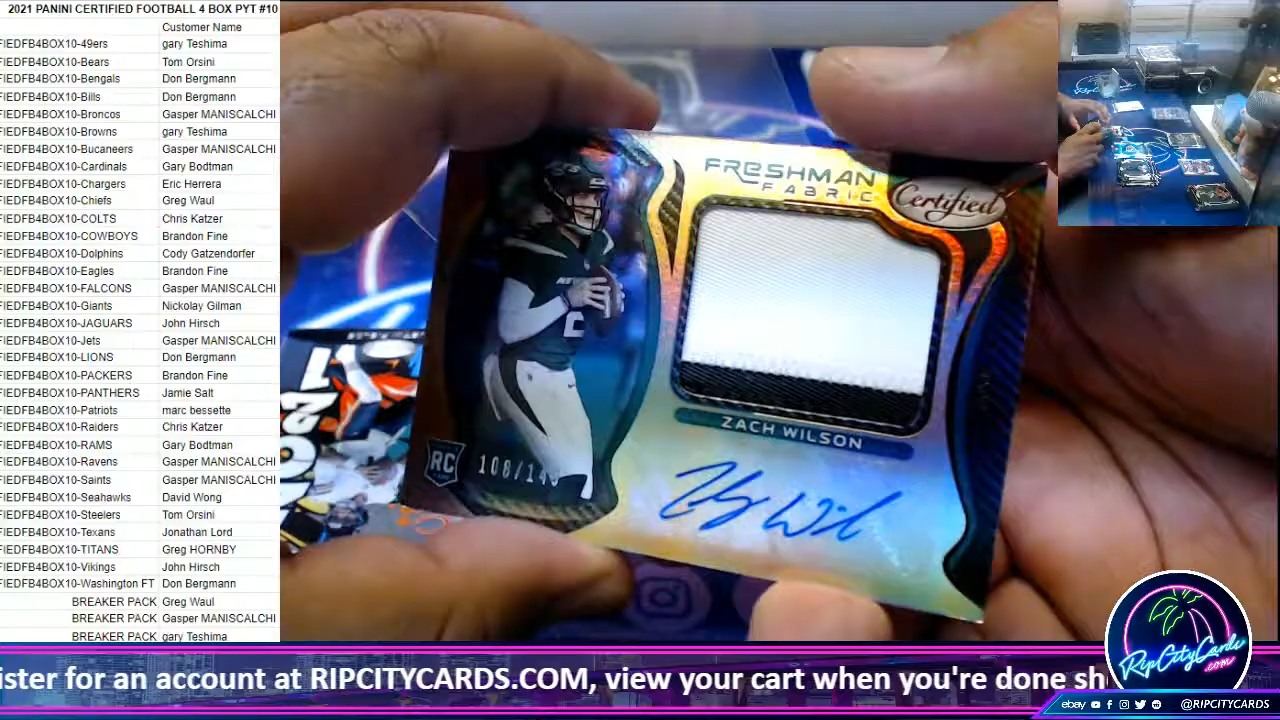 2021 PANINI CERTIFIED FOOTBALL 4 BOX PYT #10
Customer Name
FIEDFB4BOX10-49ers gary Teshima
FIEDFB4BOX10-Bears Tom Orsini
FIEDFB4BOX10-Bengals Don Bergmann
FIEDFB4BOX10-Bills Don Bergmann
FIEDFB4BOX10-Broncos Gasper MANISCALCHI
FIEDFB4BOX10-Browns gary Teshima
FIEDFB4BOX10-Bucaneers Gasper MANISCALCHI
FIEDFB4BOX10-Cardinals Gary Bodtman
FIEDFB4BOX10-Chargers Eric Herrera
FIEDFB4BOX10-Chiefs Greg Waul
FIEDFB4BOX10-COLTS Chris Katzer
FIEDFB4BOX10-COWBOYS Brandon Fine
FIEDFB4BOX10-Dolphins Cody Gatzendorfer
FIEDFB4BOX10-Eagles Brandon Fine
FIEDFB4BOX10-FALCONS Gasper MANISCALCHI
FIEDFB4BOX10-Giants Nickolay Gilman
FIEDFB4BOX10-JAGUARS John Hirsch
FIEDFB4BOX10-Jets Gasper MANISCALCHI
FIEDFB4BOX10-LIONS Don Bergmann
FIEDFB4BOX10-PACKERS Brandon Fine
FIEDFB4BOX10-PANTHERS Jamie Salt
FIEDFB4BOX10-Patriots marc bessette
FIEDFB4BOX10-Raiders Chris Katzer
FIEDFB4BOX10-RAMS Gary Bodtman
FIEDFB4BOX10-Ravens Gasper MANISCALCHI
FIEDFB4BOX10-Saints Gasper MANISCALCHI
FIEDFB4BOX10-Seahawks David Wong
FIEDFB4BOX10-Steelers Tom Orsini
FIEDFB4BOX10-Texans Jonathan Lord
FIEDFB4BOX10-TITANS Greg HORNBY
FIEDFB4BOX10-Vikings John Hirsch
FIEDFB4BOX10-Washington FT Don Bergmann
BREAKER PACK Greg Waul
BREAKER PACK Gasper MANISCALCHI
BREAKER PACK gary Teshima
FRESHMAN
FABRIC
Certified
ZACH WILSON
RC
2
ister for an account at RIPCITYCARDS.COM, view your cart when you're done sh
RipCityCards
.com
ebay @RIPCITYCARDS